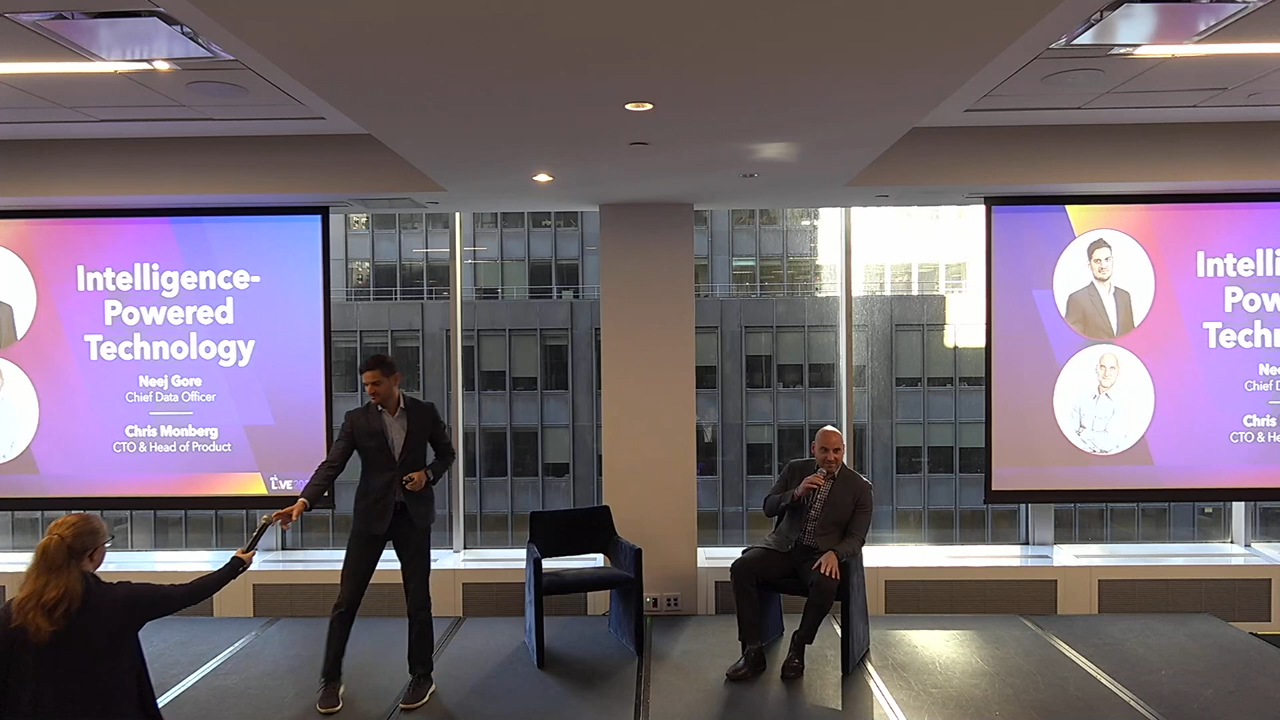 Intelligence-
Powered
Technology
Neej Gore
Chief Data Officer
Chris Monberg
CTO & Head of Product
Intelli
Pow
Techn
Nee
Chief D
Chris
CTO & He